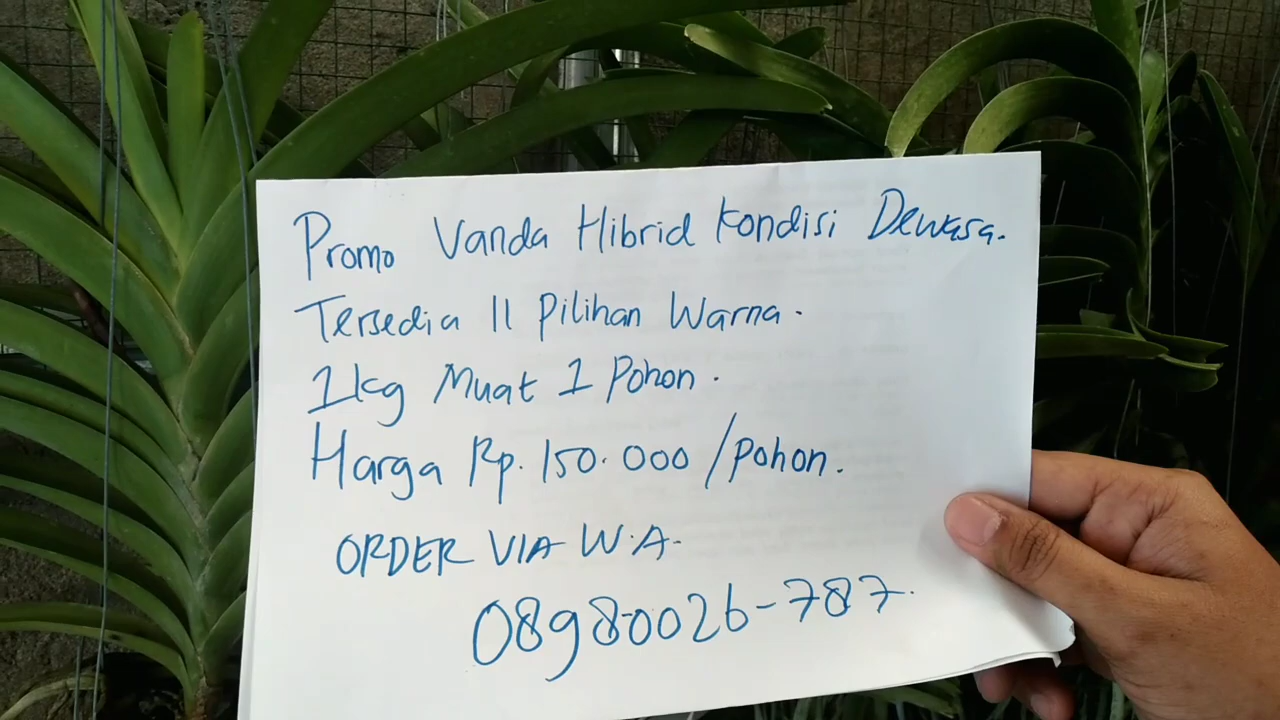 Promo Vanda Hibrid Kondisi Dewasa.
Tersedia 11 Pilihan Warna.
1kg Muat 1 Pohon.
Harga Rp. 150.000 /pohon.
ORDER VIA W.A.
08980026-787.